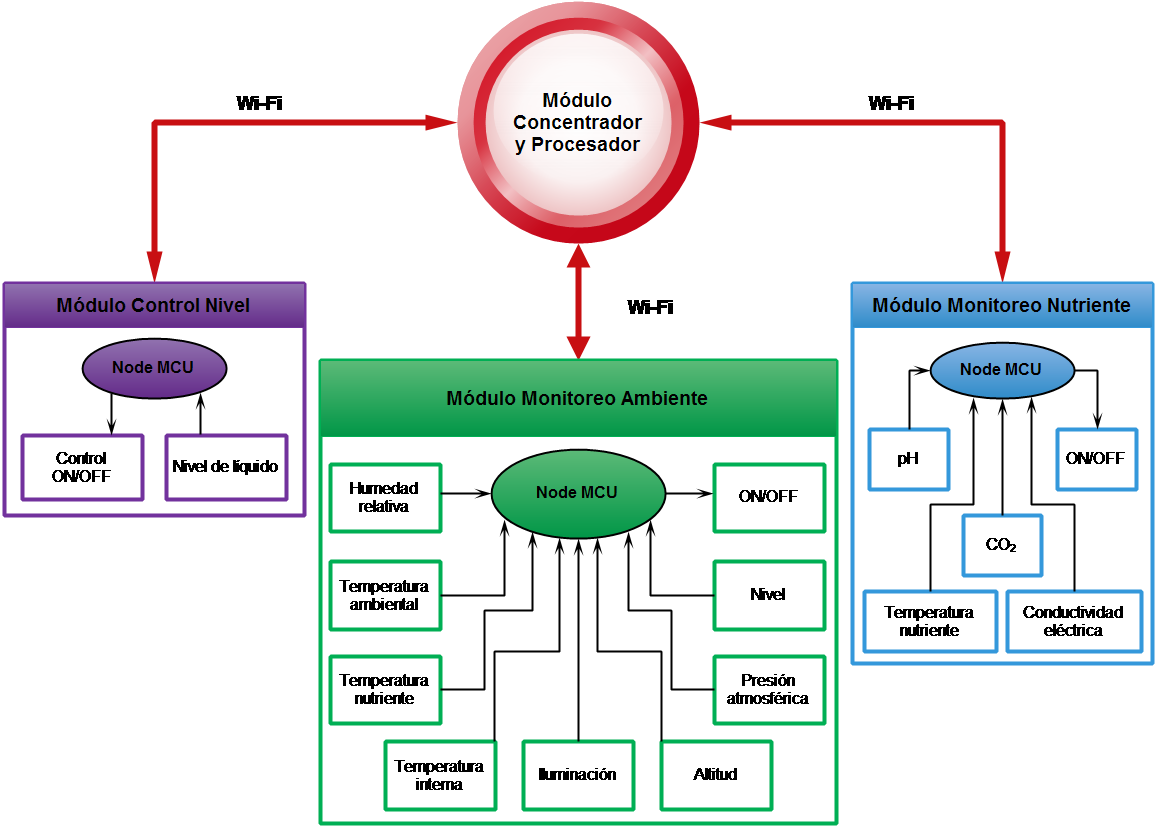 Wi-Fi
Módulo
Concentrador
y Procesador
Wi-Fi
Wi-Fi
Módulo Control Nivel
Node MCU
Control
ON/OFF
Nivel de líquido
Módulo Monitoreo Ambiente
Node MCU
Humedad
relativa
ON/OFF
Temperatura
ambiental
Nivel
Temperatura
nutriente
Presión
atmosférica
Temperatura
interna
Iluminación
Altitud
Módulo Monitoreo Nutriente
Node MCU
pH
ON/OFF
CO₂
Temperatura
nutriente
Conductividad
eléctrica